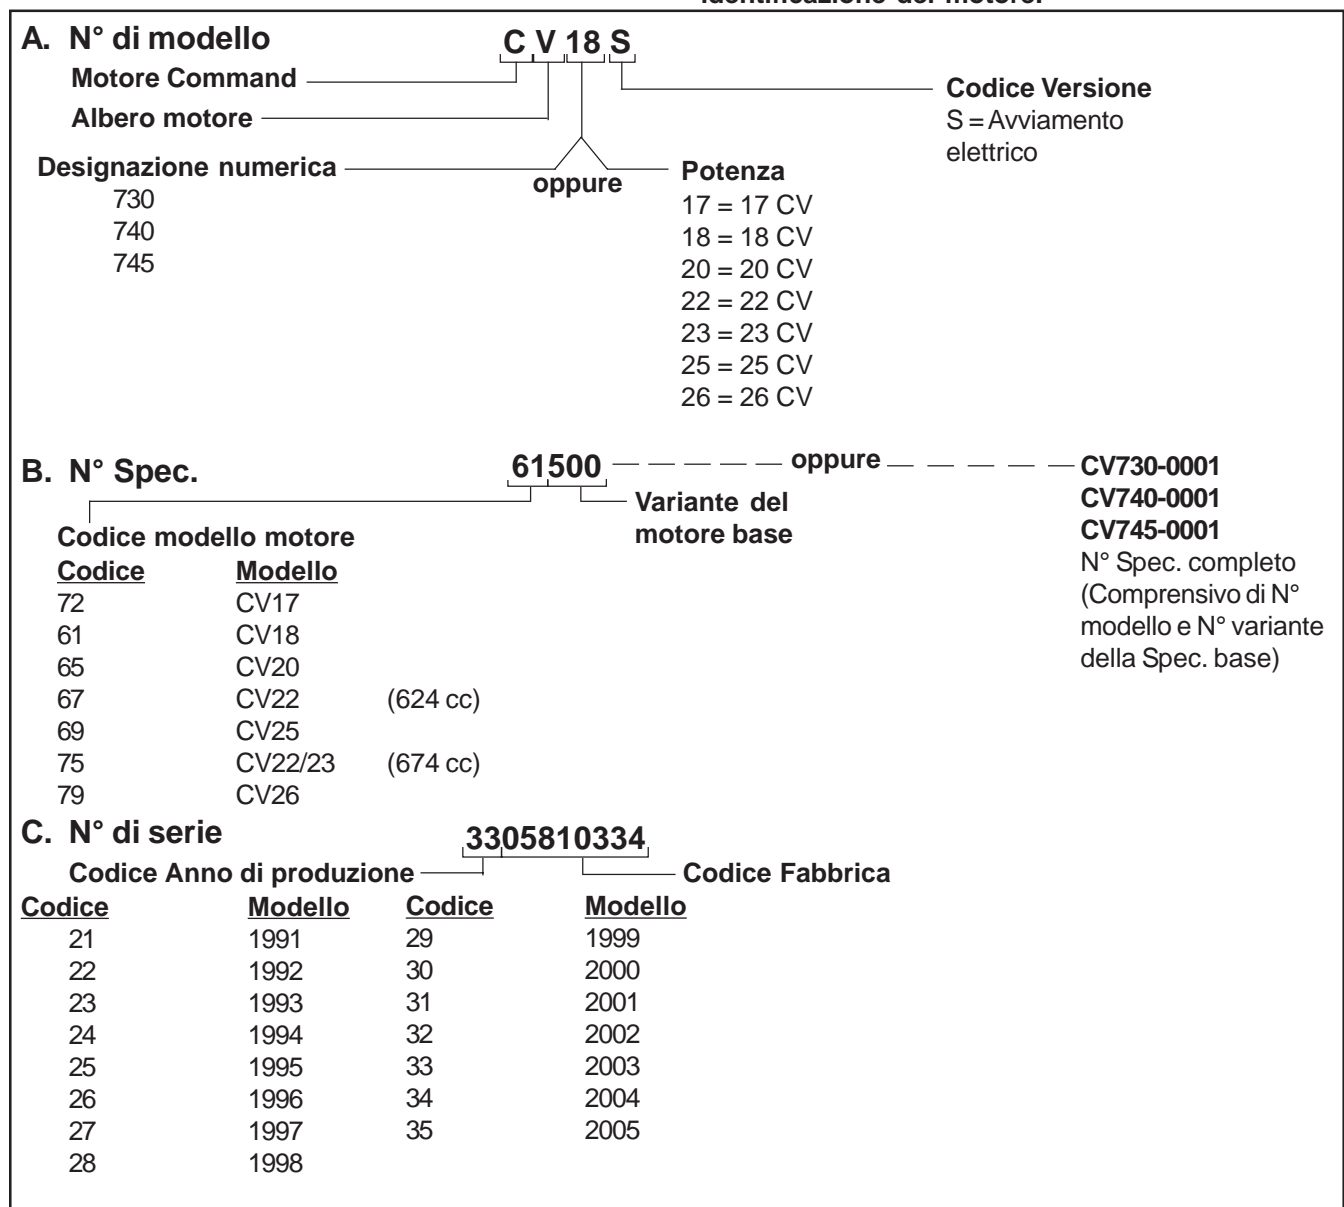 A. N° di modello C V 18 S
Motore Command
Albero motore
Codice Versione
S = Avviamento
elettrico
Designazione numerica
730
740
745
oppure
Potenza
17 = 17 CV
18 = 18 CV
20 = 20 CV
22 = 22 CV
23 = 23 CV
25 = 25 CV
26 = 26 CV
B. N° Spec. 61500 oppure
CV730-0001
CV740-0001
CV745-0001
N° Spec. completo
(Comprensivo di N°
modello e N° variante
della Spec. base)
Variante del
motore base
Codice modello motore
Codice Modello
72 CV17
61 CV18
65 CV20
67 CV22 (624 cc)
69 CV25
75 CV22/23 (674 cc)
79 CV26
C. N° di serie 3305810334
Codice Anno di produzione Codice Fabbrica
Codice Modello Codice Modello
21 1991 29 1999
22 1992 30 2000
23 1993 31 2001
24 1994 32 2002
25 1995 33 2003
26 1996 34 2004
27 1997 35 2005
28 1998